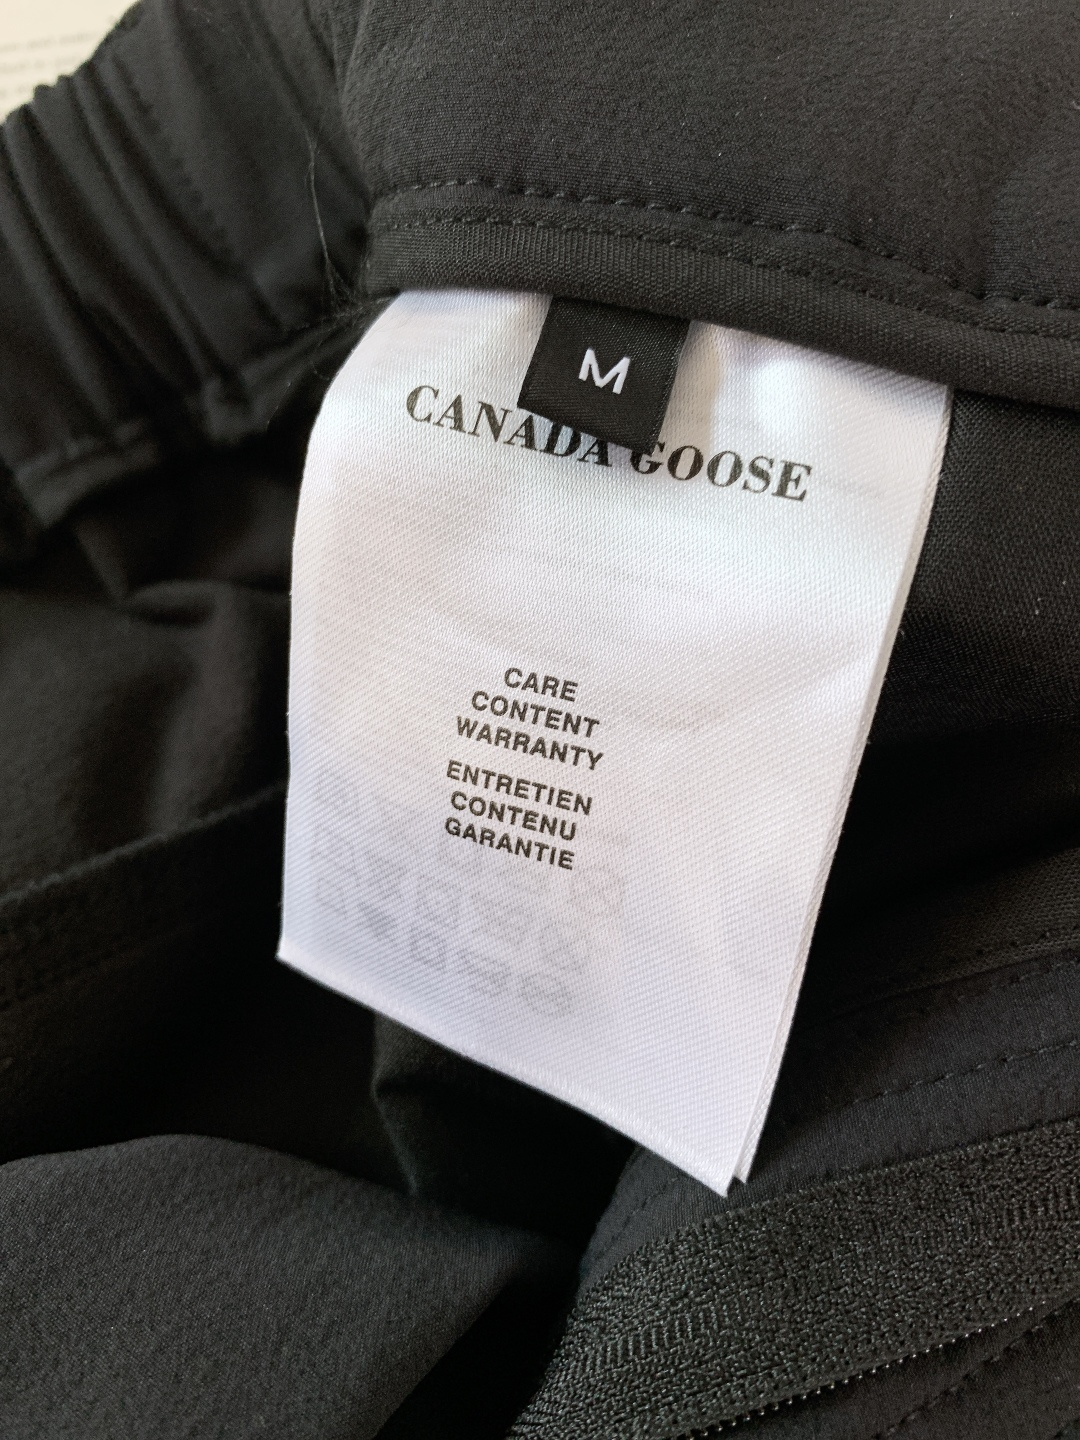 M
CANADA GOOSE
CARE
CONTENT
WARRANTY
ENTRETIEN
CONTENU
GARANTIE